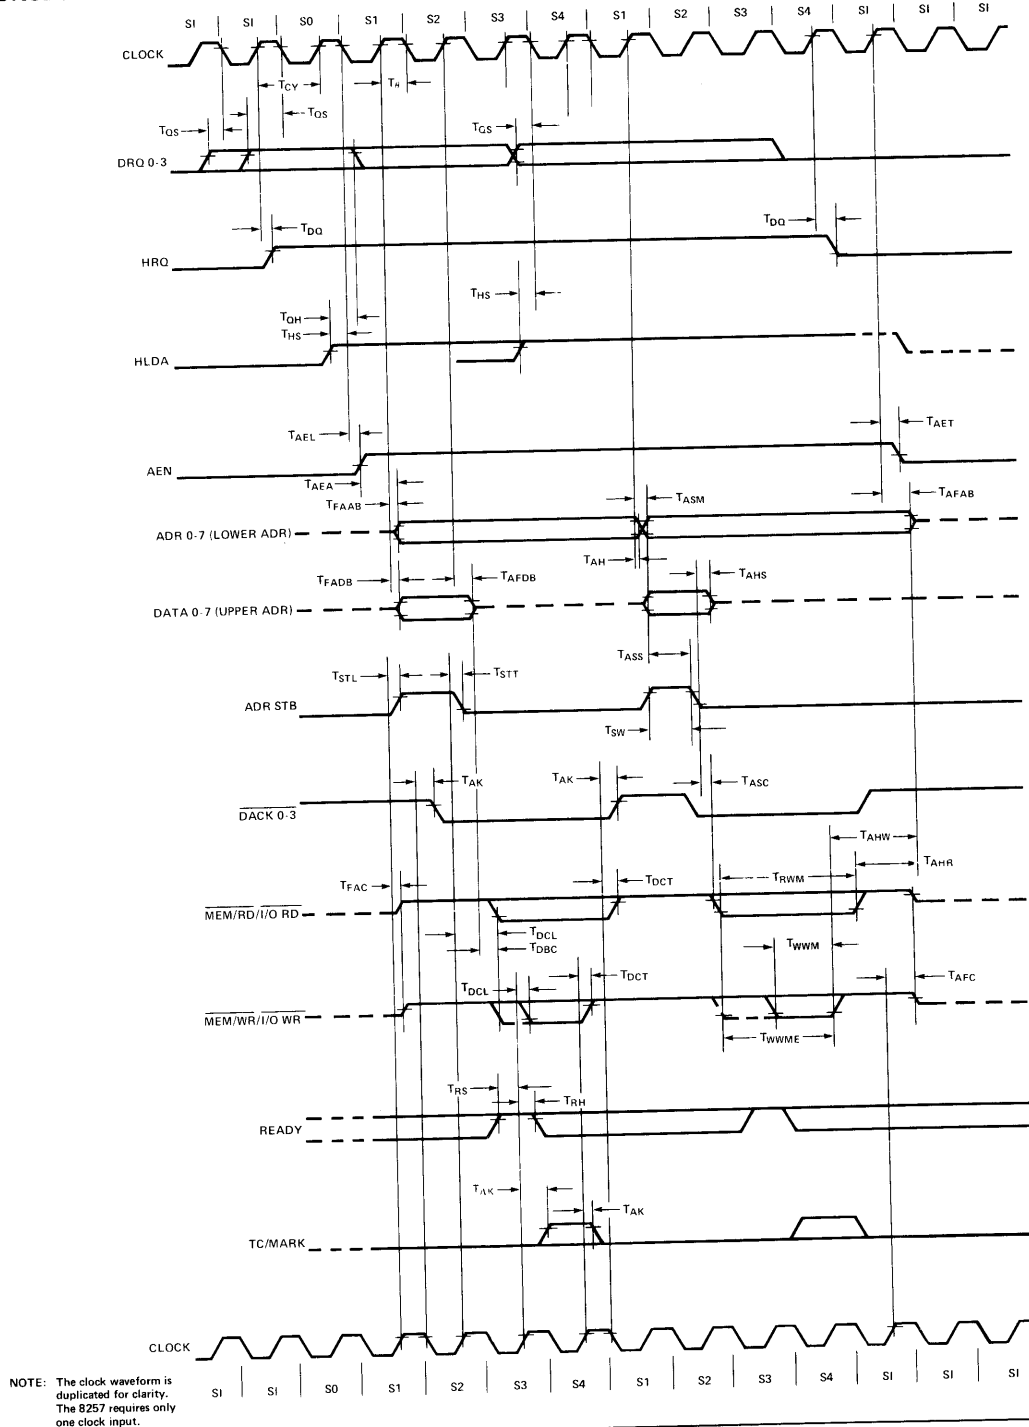 SI SI S0 S1 S2 S3 S4 S1 S2 S3 S4 SI SI SI
CLOCK
TCY TH
TQS TQS TGS
DRQ 0-3
TDQ TDQ
HRQ
THS
TQH
THS
HLDA
TAEL TAET
AEN
TAEA
TFAAB TASM TAFAB
ADR 0-7 (LOWER ADR)
TAH
TFADB TAFDB TAHS
DATA 0-7 (UPPER ADR)
TASS
TSTL TSTT
ADR STB
TSW
TAK TAK TASC
DACK 0-3
TAHW
TAHR
TFAC TDCT TRWM
MEM/RD/I/O RD
TDCL
TDBC TWWM
TDCL TDCT TAFC
MEM/WR/I/O WR
TWWME
TRS
TRH
READY
TAK
TAK
TC/MARK
CLOCK
SI SI S0 S1 S2 S3 S4 S1 S2 S3 S4 SI SI SI
NOTE: The clock waveform is
duplicated for clarity.
The 8257 requires only
one clock input.